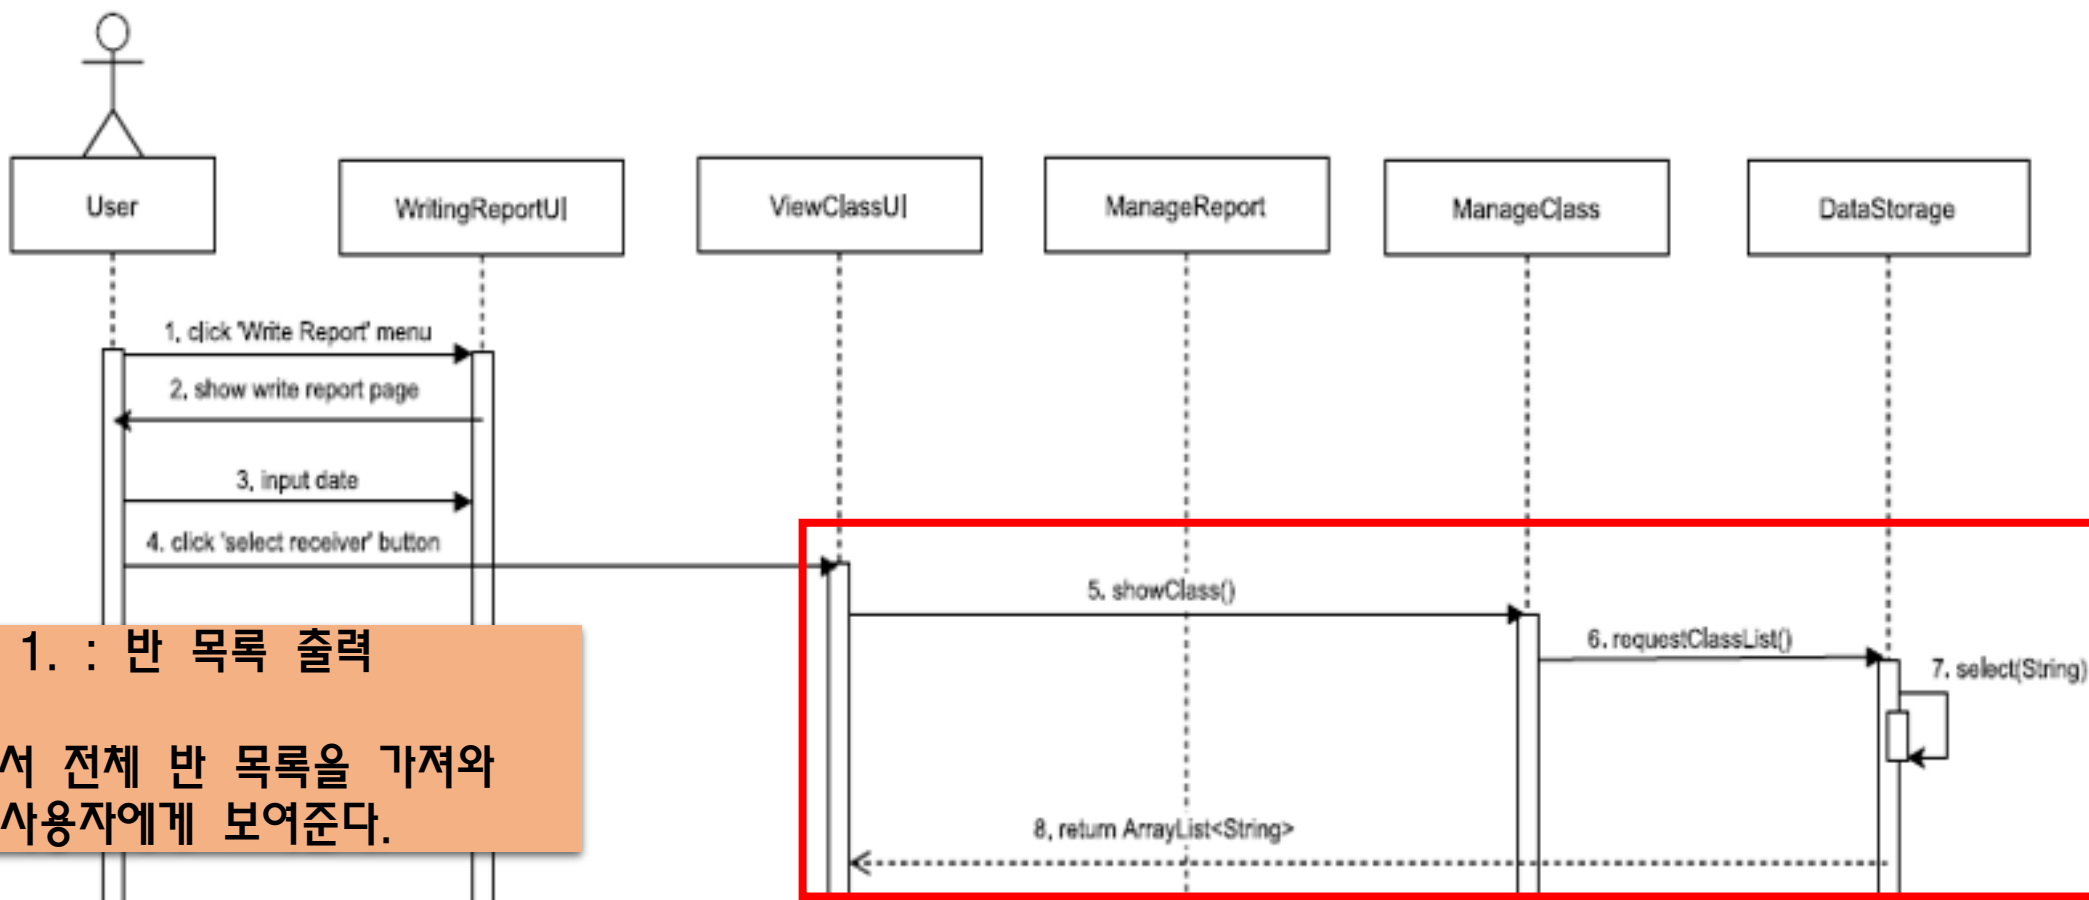 User
WritingReportUI
ViewClassUI
ManageReport
ManageClass
DataStorage
1. click 'Write Report' menu
2. show write report page
3. input date
4. click 'select receiver' button
5. showClass()
6. requestClassList()
7. select(String)
8. return ArrayList<String>
1. : 반 목록 출력
서 전체 반 목록을 가져와
사용자에게 보여준다.